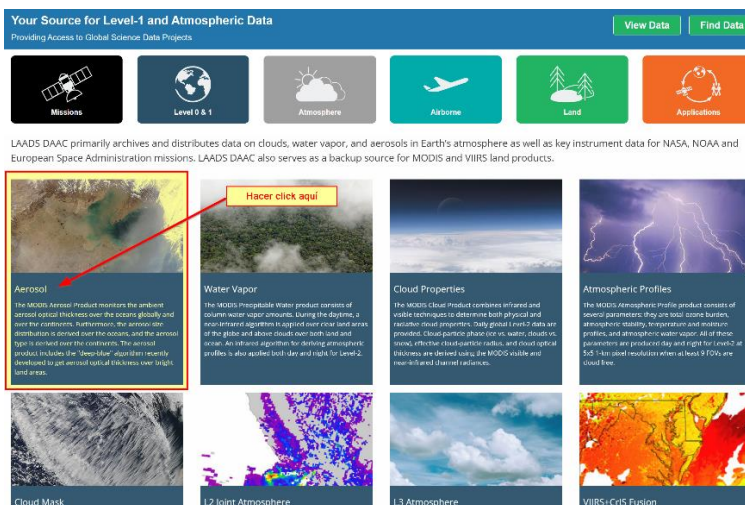 Your Source for Level-1 and Atmospheric Data
Providing Access to Global Science Data Projects
View Data
Find Data
Missions
Level 0 & 1
Atmosphere
Airborne
Land
Applications
LAADS DAAC primarily archives and distributes data on clouds, water vapor, and aerosols in Earth's atmosphere as well as key instrument data for NASA, NOAA and
European Space Administration missions. LAADS DAAC also serves as a backup source for MODIS and VIIRS land products.
Hacer click aquí
Aerosol
The MODIS Aerosol Product monitors the ambient
aerosol optical thickness over the oceans globally and
over the continents. Furthermore, the aerosol size
distribution is derived over the oceans, and the aerosol
type is derived over the continents. The aerosol
product includes the "deep-blue" algorithm recently
developed to get aerosol optical thickness over bright
land areas.
Water Vapor
The MODIS Precipitable Water product consists of
column water vapor amounts. During the daytime, a
near-infrared algorithm is applied over clear land areas
of the globe and above clouds over both land and
ocean. An infrared algorithm for deriving atmospheric
profiles is also applied both day and night for Level-2.
Cloud Properties
The MODIS Cloud Product combines infrared and
visible techniques to determine both physical and
radiative cloud properties. Daily global Level-2 data are
provided. Cloud-particle phase (ice vs. water, clouds vs.
snow), effective cloud-particle radius, and cloud optical
thickness are derived using the MODIS visible and
near-infrared channel radiances.
Atmospheric Profiles
The MODIS Atmospheric Profile product consists of
several parameters: they are total ozone burden,
atmospheric stability, temperature and moisture
profiles, and atmospheric water vapor. All of these
parameters are produced day and night for Level-2 at
5x5 1-km pixel resolution when at least 9 FOVs are
cloud free.
Cloud Mask
L2 Joint Atmosphere
L3 Atmosphere
VIIRS+CrIS Fusion